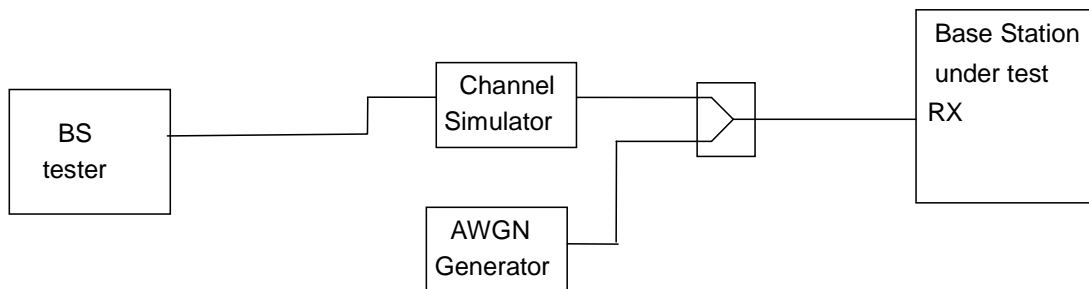 BS
tester
Channel
Simulator
AWGN
Generator
Base Station
under test
RX